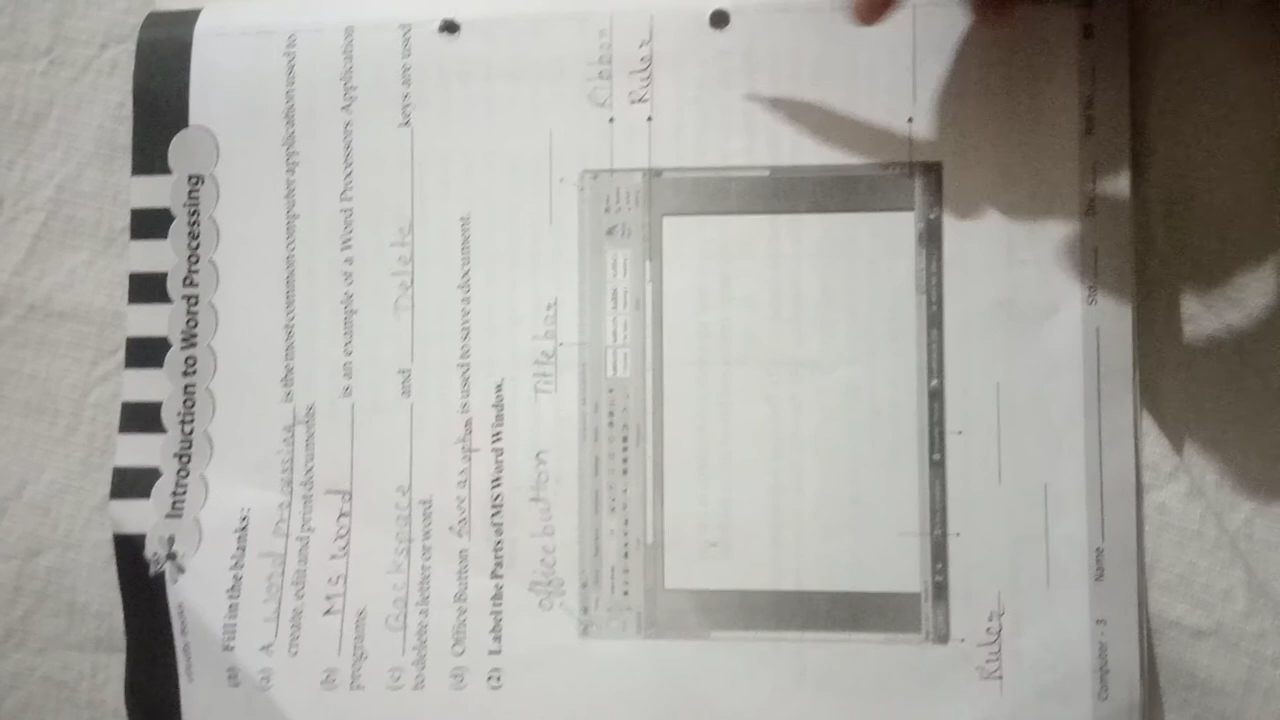 Introduction to Word Processing
Fill in the blanks:
(a) A word processing is the most common computer application used to
create, edit and print documents.
(b) MS Word is an example of a Word Processors Application
programs.
(c) Backspace and Delete keys are used
to delete a letter or word.
(d) Office Button Save as option is used to save a document.
(2) Label the Parts of MS Word Window.
office button Title bar
Ribbon
Ruler
Ruler
Computer - 3 Name Std.